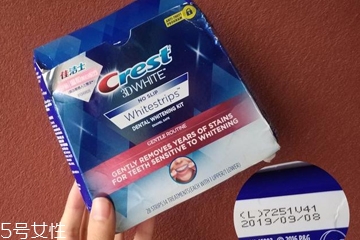 佳洁士
Crest
3D WHITE
NO SLIP
Whitestrips
DENTAL WHITENING KIT
GENTLE ROUTINE
GENTLY REMOVES YEARS OF STAINS
FOR TEETH SENSITIVE TO WHITENING
(L)7251V41
2019/09/08
© 2016 P&G
5号女性